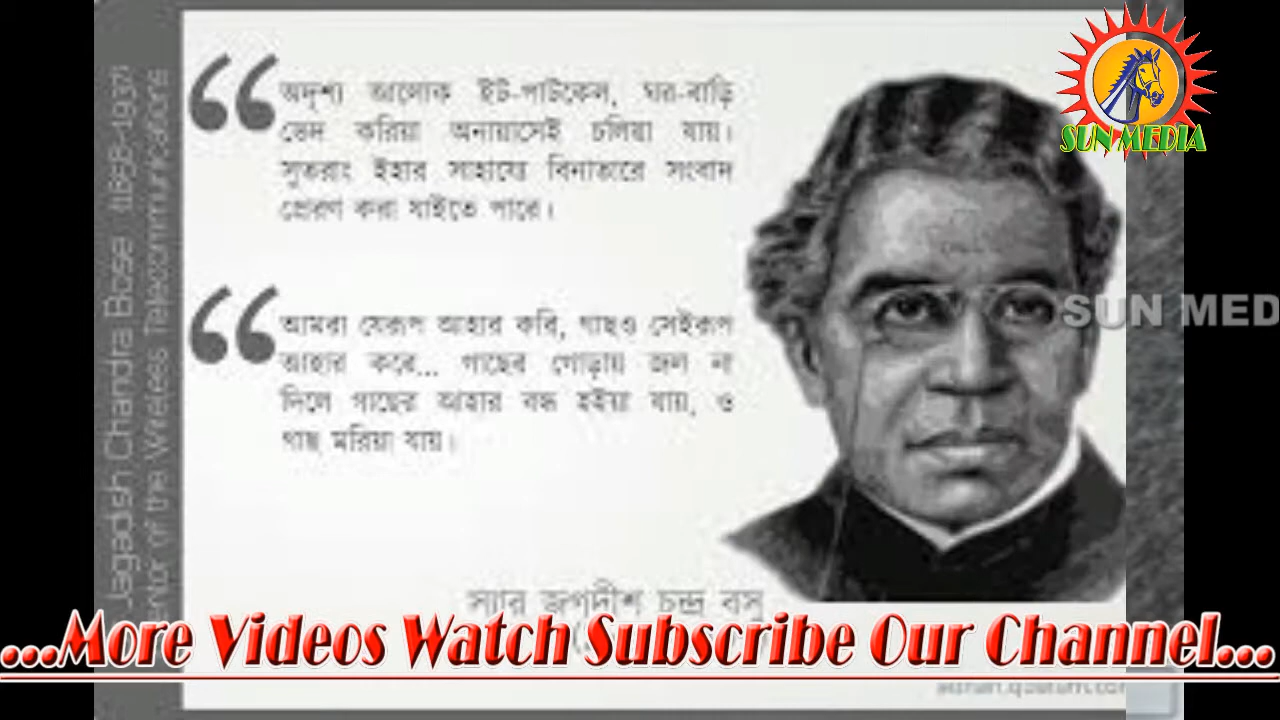 অদৃশ্য আলোক ইট-পাটকেল, ঘর-বাড়ি
ভেদ করিয়া অনায়াসেই চলিয়া যায়।
সুতরাং ইহার সাহায্যে বিনাতারে সংবাদ
প্রেরণ করা যাইতে পারে।
আমরা যেরূপ আহার করি, গাছও সেইরূপ
আহার করে... গাছের গোড়ায় জল না
দিলে গাছের আহার বন্ধ হইয়া যায়, ও
গাছ মরিয়া যায়।
স্যার জগদীশ চন্দ্র বসু
Jagadish Chandra Bose (1858-1937)
of the Wireless Telecommunications
SUN MEDIA
SUN MED
...More Videos Watch Subscribe Our Channel...